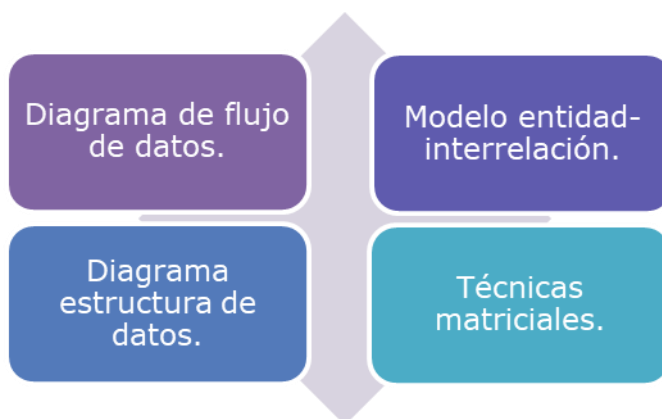 Diagrama de flujo
de datos.
Modelo entidad-
interrelación.
Diagrama
estructura de
datos.
Técnicas
matriciales.